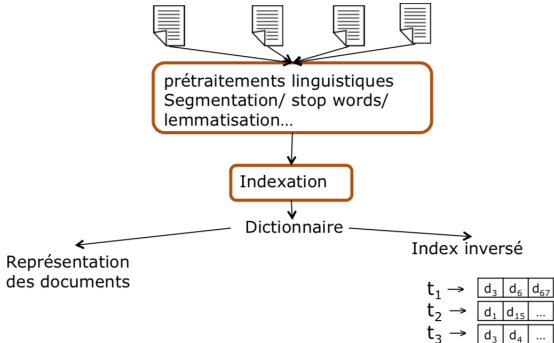 prétraitements linguistiques
Segmentation/ stop words/
lemmatisation…
Indexation
Dictionnaire
Représentation
des documents
Index inversé
t₁ → d₃ d₆ d₆₇
t₂ → d₁ d₁₅ …
t₃ → d₃ d₄ …